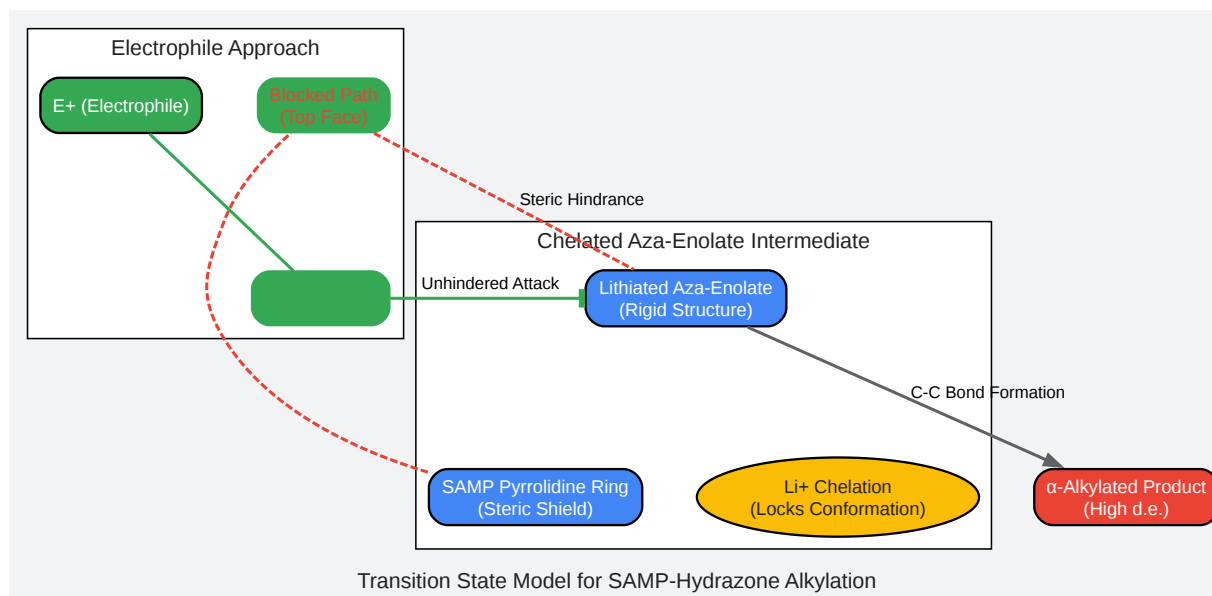 Electrophile Approach
E+ (Electrophile)
Blocked Path
(Top Face)
Steric Hindrance
Chelated Aza-Enolate Intermediate
Unhindered Attack
Lithiated Aza-Enolate
(Rigid Structure)
C-C Bond Formation
SAMP Pyrrolidine Ring
(Steric Shield)
Li+ Chelation
(Locks Conformation)
α-Alkylated Product
(High d.e.)
Transition State Model for SAMP-Hydrazone Alkylation